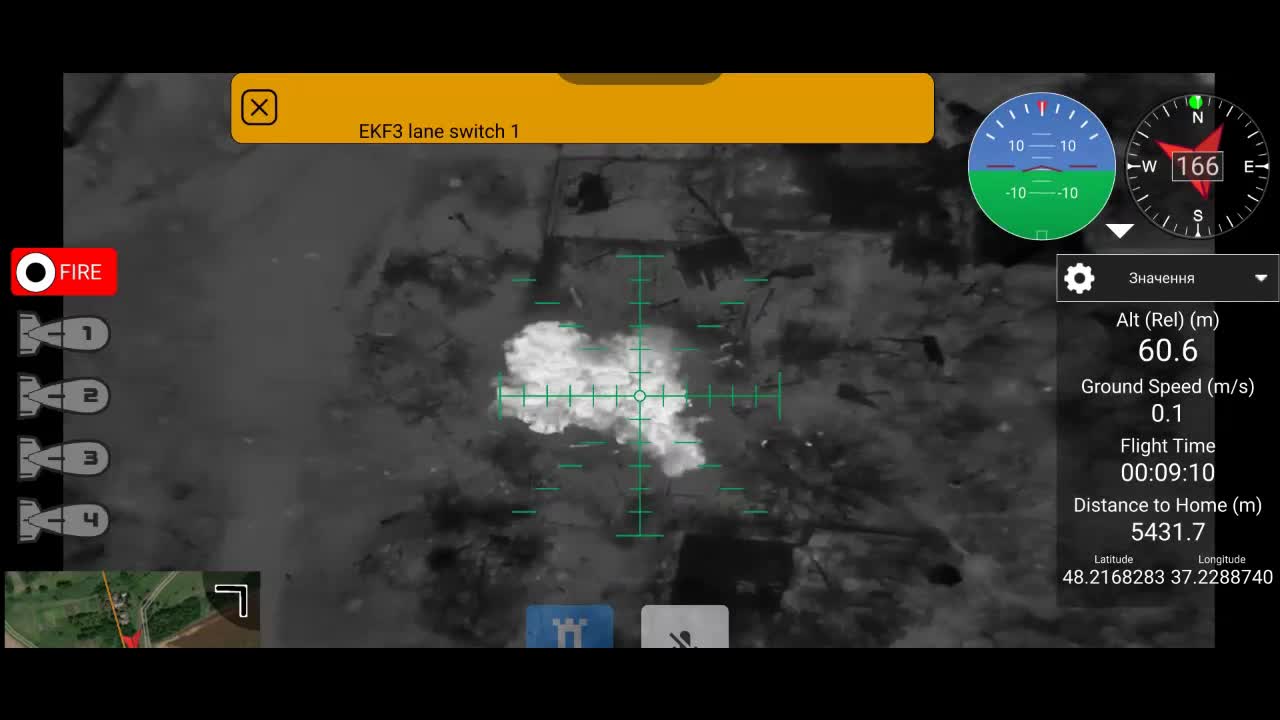 EKF3 lane switch 1
10 10
-10 -10
N
W 166 E
S
FIRE
1
2
3
4
Значення
Alt (Rel) (m)
60.6
Ground Speed (m/s)
0.1
Flight Time
00:09:10
Distance to Home (m)
5431.7
Latitude Longitude
48.2168283 37.2288740